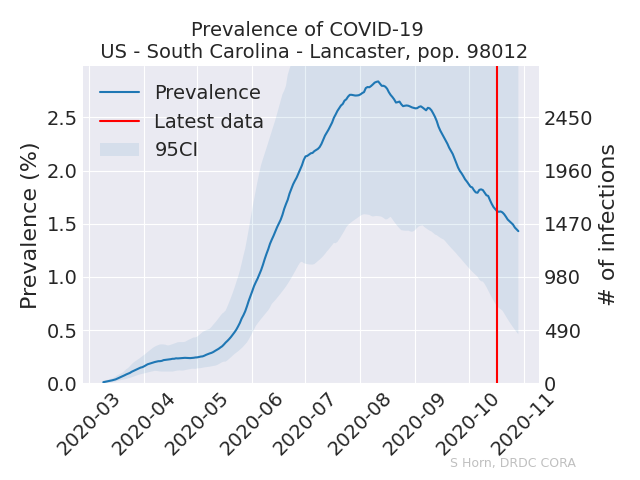 Prevalence of COVID-19
US - South Carolina - Lancaster, pop. 98012
Prevalence
Latest data
95CI
Prevalence (%)
2.5
2.0
1.5
1.0
0.5
0.0
2450
1960
1470
980
490
0
# of infections
2020-03
2020-04
2020-05
2020-06
2020-07
2020-08
2020-09
2020-10
2020-11
S Horn, DRDC CORA